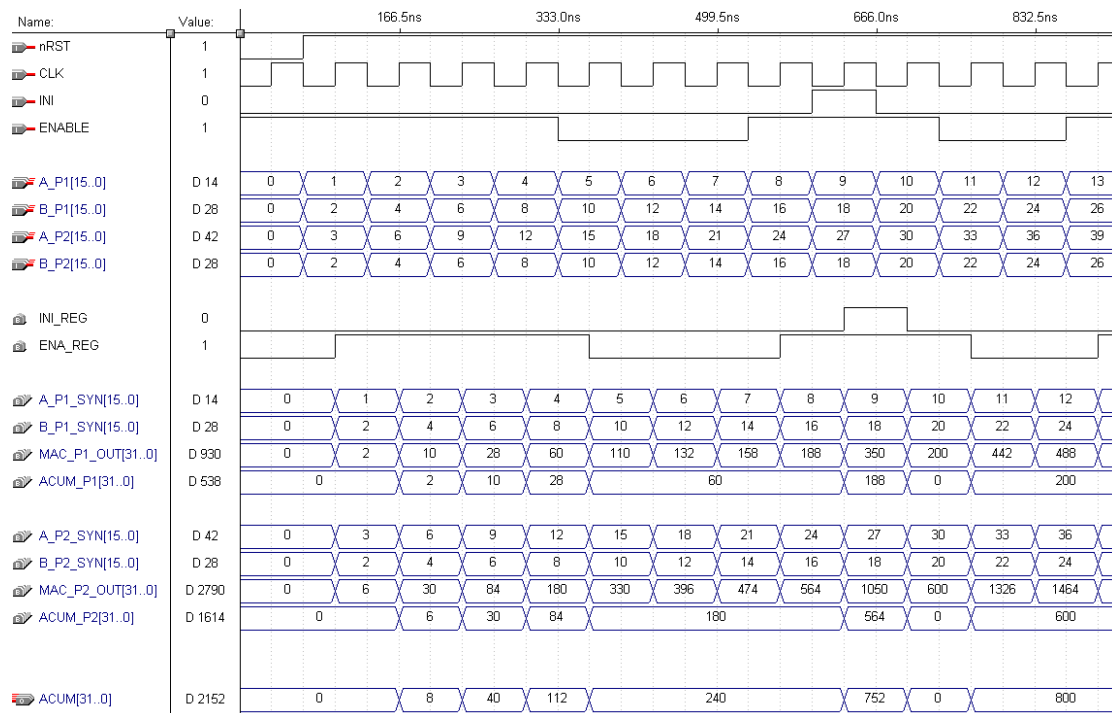 Name: Value: 166.5ns 333.0ns 499.5ns 666.0ns 832.5ns
nRST 1
CLK 1
INI 0
ENABLE 1
A_P1[15..0] D 14 0 1 2 3 4 5 6 7 8 9 10 11 12 13
B_P1[15..0] D 28 0 2 4 6 8 10 12 14 16 18 20 22 24 26
A_P2[15..0] D 42 0 3 6 9 12 15 18 21 24 27 30 33 36 39
B_P2[15..0] D 28 0 2 4 6 8 10 12 14 16 18 20 22 24 26
INI_REG 0
ENA_REG 1
A_P1_SYN[15..0] D 14 0 1 2 3 4 5 6 7 8 9 10 11 12
B_P1_SYN[15..0] D 28 0 2 4 6 8 10 12 14 16 18 20 22 24
MAC_P1_OUT[31..0] D 930 0 2 10 28 60 110 132 158 188 350 200 442 488
ACUM_P1[31..0] D 538 0 2 10 28 60 188 0 200
A_P2_SYN[15..0] D 42 0 3 6 9 12 15 18 21 24 27 30 33 36
B_P2_SYN[15..0] D 28 0 2 4 6 8 10 12 14 16 18 20 22 24
MAC_P2_OUT[31..0] D 2790 0 6 30 84 180 330 396 474 564 1050 600 1326 1464
ACUM_P2[31..0] D 1614 0 6 30 84 180 564 0 600
ACUM[31..0] D 2152 0 8 40 112 240 752 0 800